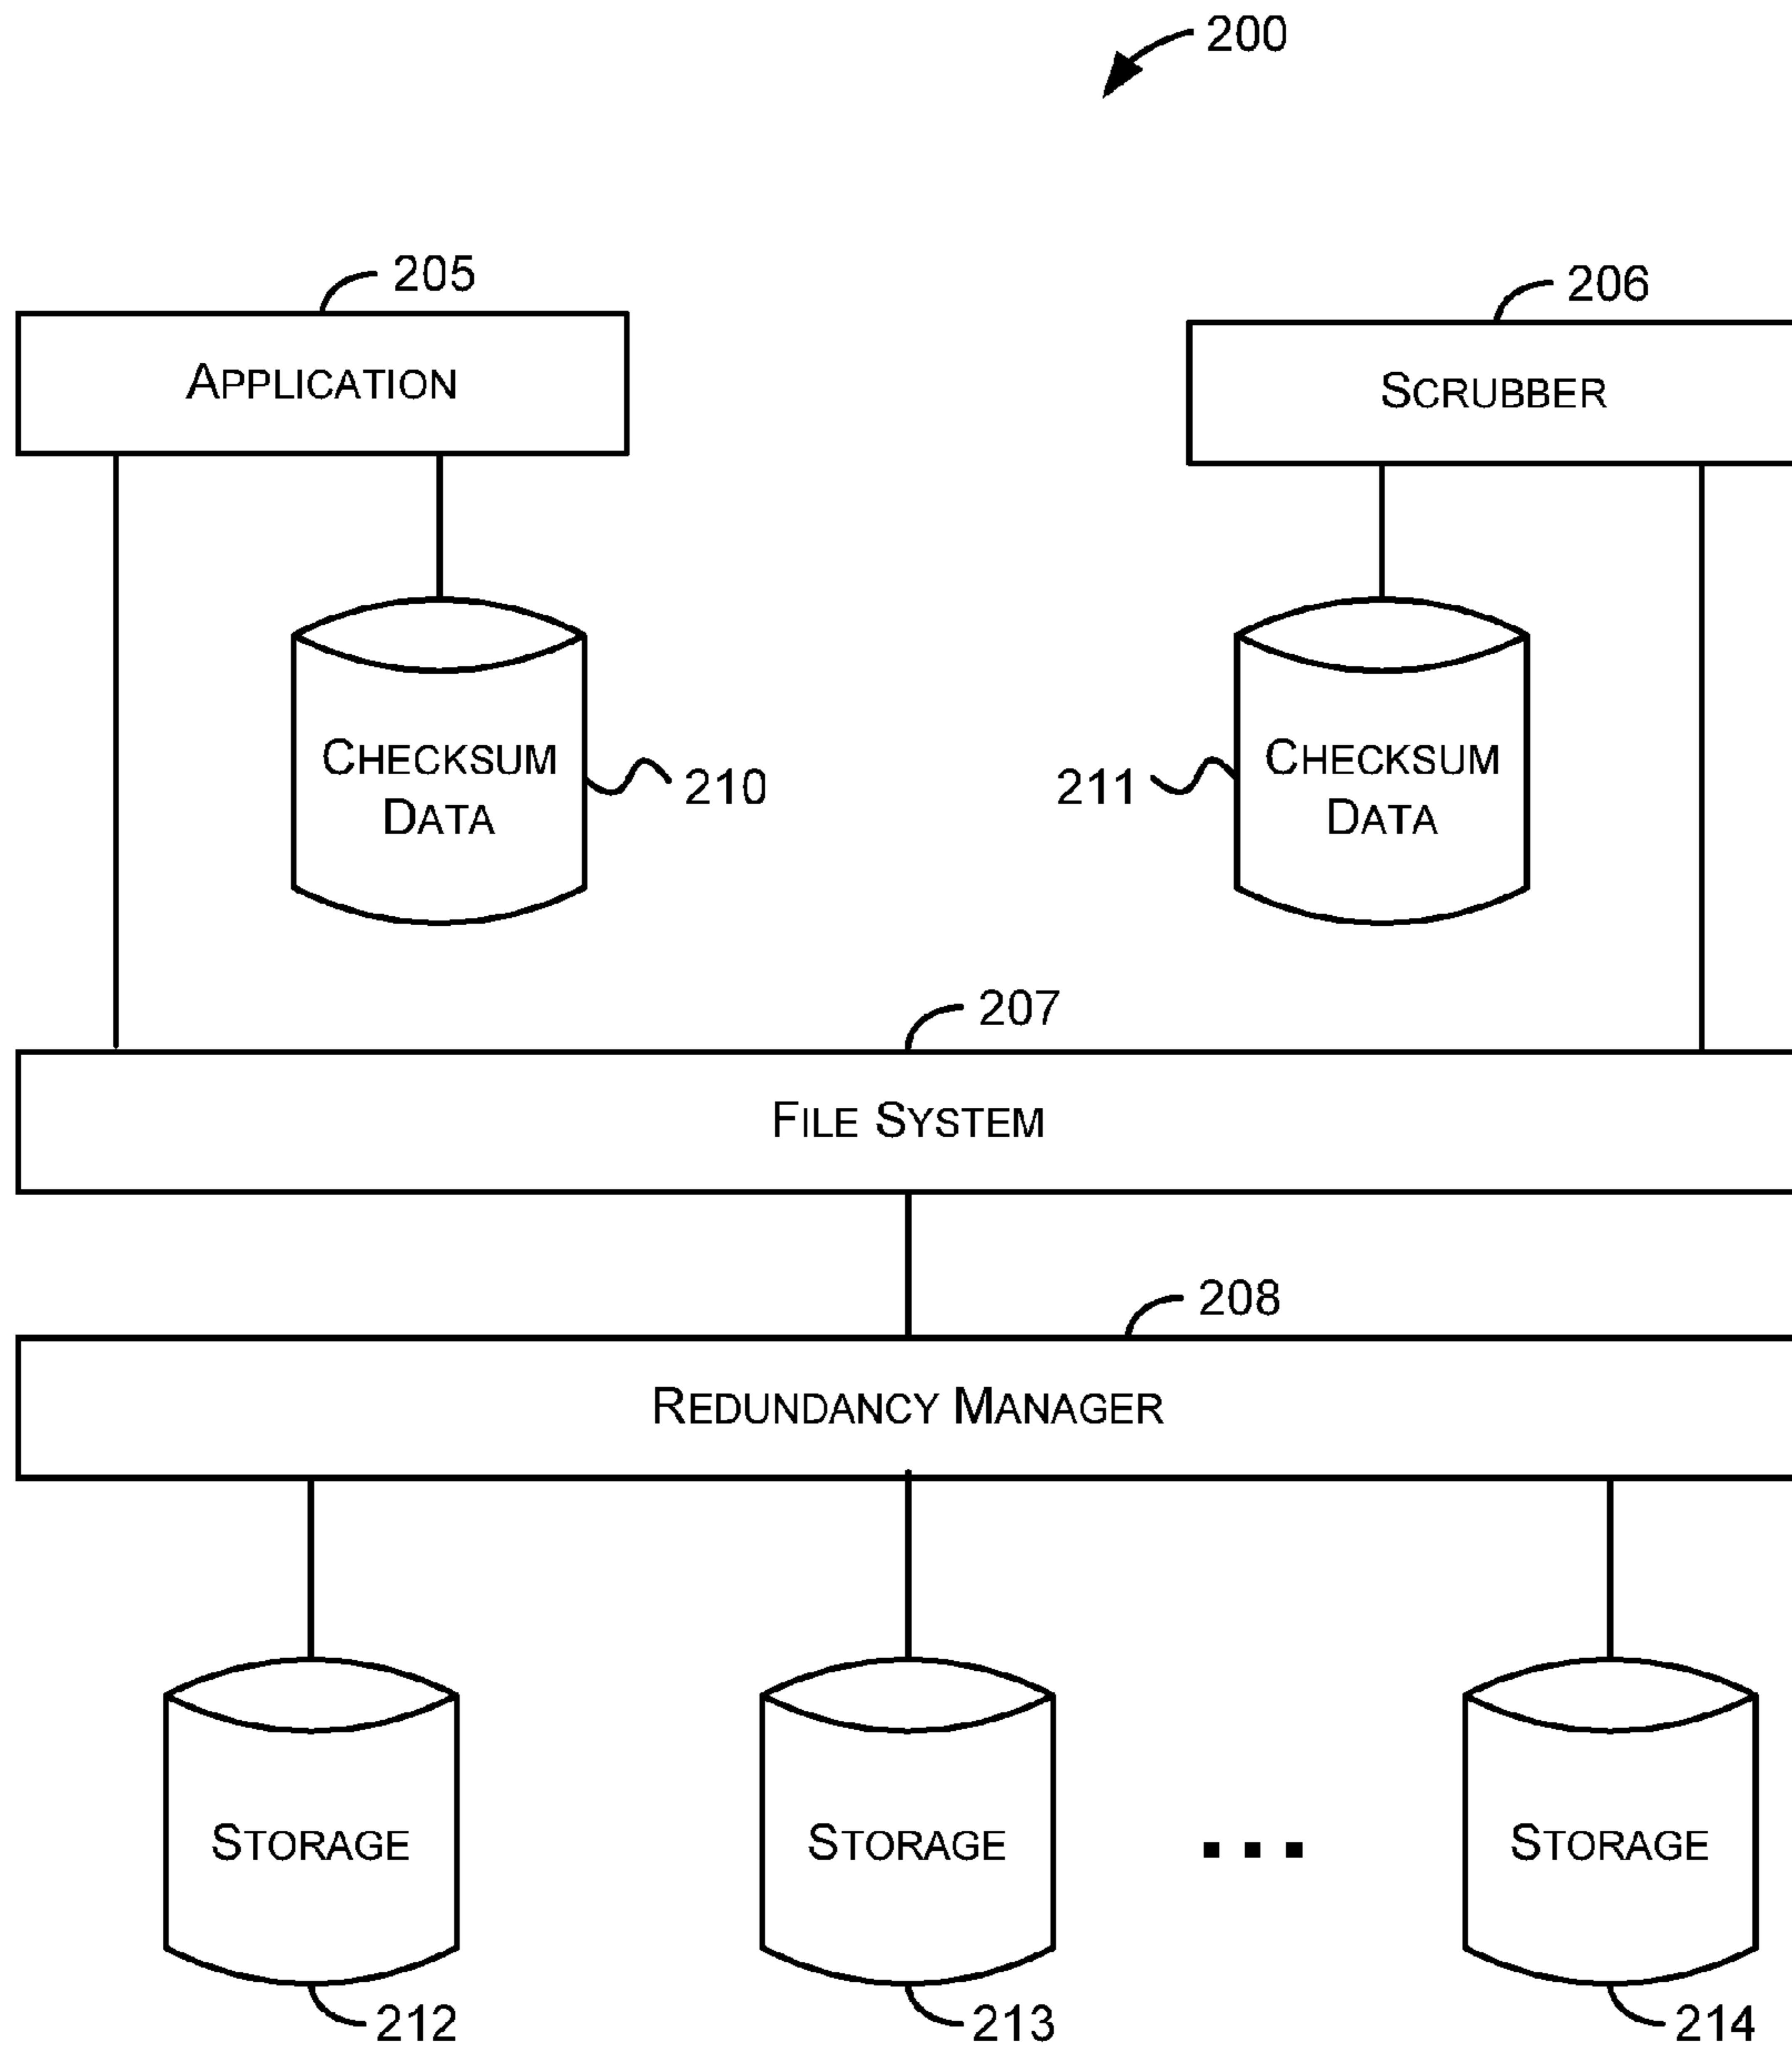 200
205
206
APPLICATION
SCRUBBER
CHECKSUM
DATA
210
211
CHECKSUM
DATA
207
FILE SYSTEM
208
REDUNDANCY MANAGER
STORAGE
STORAGE
...
STORAGE
212
213
214